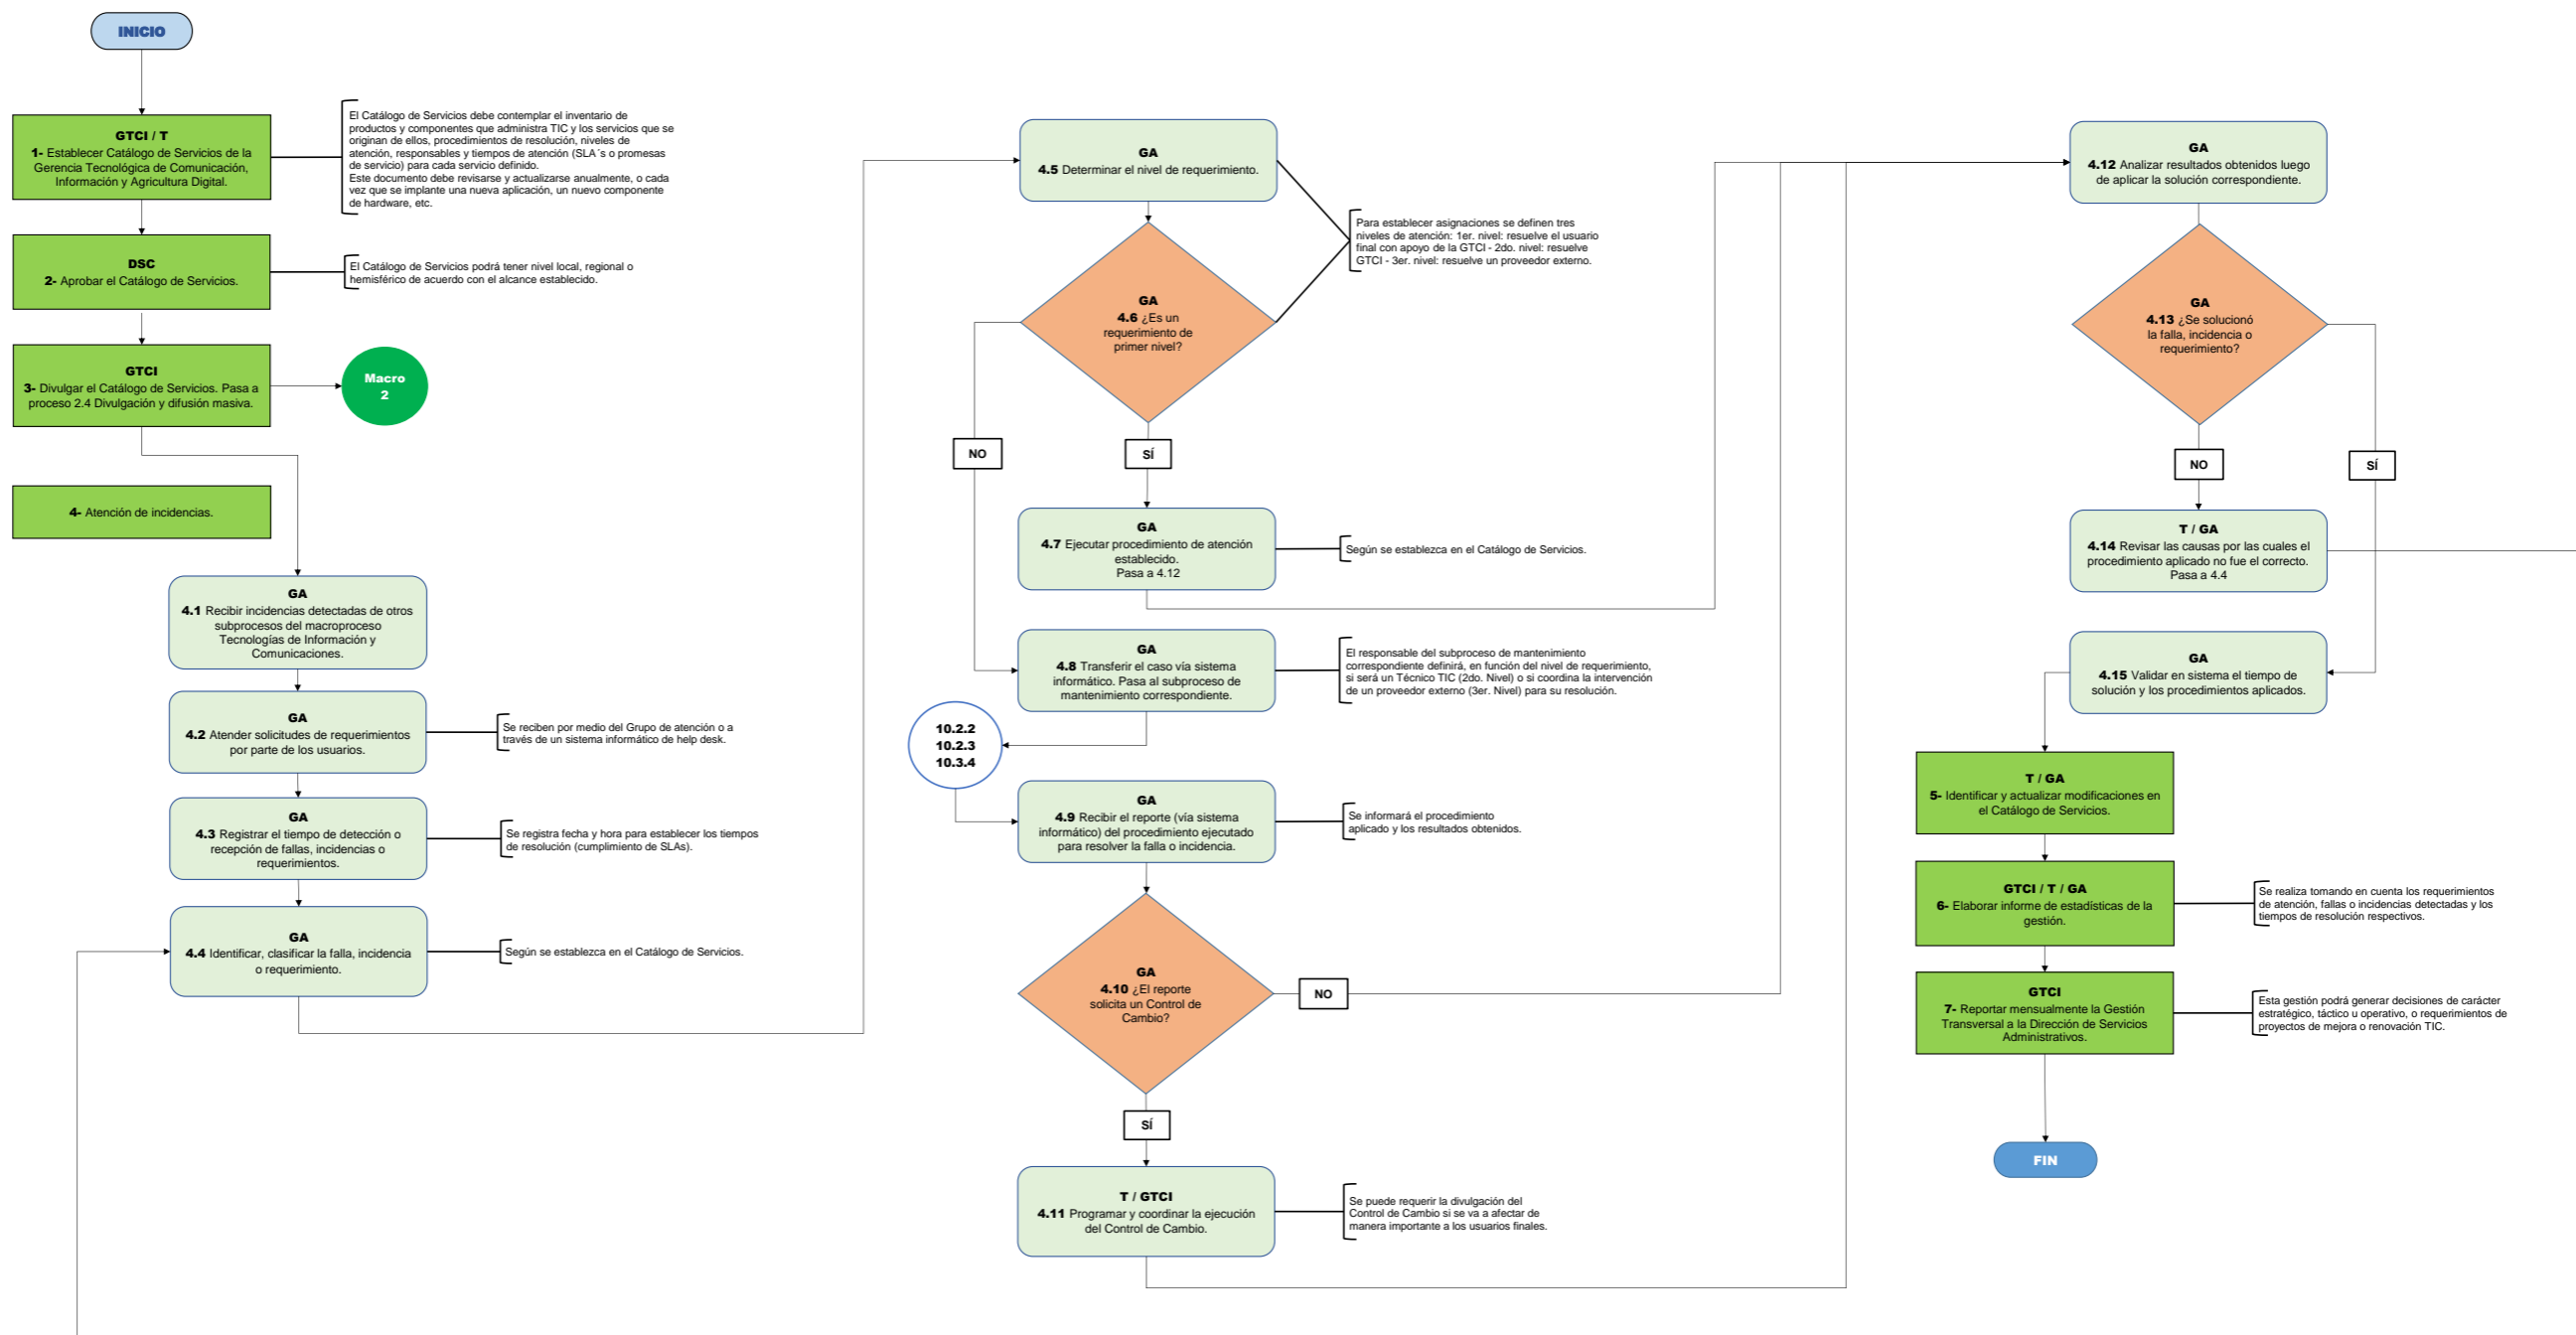 INICIO
GTCI / T
1- Establecer Catálogo de Servicios de la
Gerencia Tecnológica de Comunicación,
Información y Agricultura Digital.
El Catálogo de Servicios debe contemplar el inventario de
productos y componentes que administra TIC y los servicios que se
originan de ellos, procedimientos de resolución, niveles de
atención, responsables y tiempos de atención (SLA´s o promesas
de servicio) para cada servicio definido.
Este documento debe revisarse y actualizarse anualmente, o cada
vez que se implante una nueva aplicación, un nuevo componente
de hardware, etc.
DSC
2- Aprobar el Catálogo de Servicios.
El Catálogo de Servicios podrá tener nivel local, regional o
hemisférico de acuerdo con el alcance establecido.
GTCI
3- Divulgar el Catálogo de Servicios. Pasa a
proceso 2.4 Divulgación y difusión masiva.
Macro
2
4- Atención de incidencias.
GA
4.1 Recibir incidencias detectadas de otros
subprocesos del macroproceso
Tecnologías de Información y
Comunicaciones.
GA
4.2 Atender solicitudes de requerimientos
por parte de los usuarios.
Se reciben por medio del Grupo de atención o a
través de un sistema informático de help desk.
GA
4.3 Registrar el tiempo de detección o
recepción de fallas, incidencias o
requerimientos.
Se registra fecha y hora para establecer los tiempos
de resolución (cumplimiento de SLAs).
GA
4.4 Identificar, clasificar la falla, incidencia
o requerimiento.
Según se establezca en el Catálogo de Servicios.
GA
4.5 Determinar el nivel de requerimiento.
Para establecer asignaciones se definen tres
niveles de atención: 1er. nivel: resuelve el usuario
final con apoyo de la GTCI - 2do. nivel: resuelve
GTCI - 3er. nivel: resuelve un proveedor externo.
GA
4.6 ¿Es un
requerimiento de
primer nivel?
NO
SÍ
GA
4.7 Ejecutar procedimiento de atención
establecido.
Pasa a 4.12
Según se establezca en el Catálogo de Servicios.
GA
4.8 Transferir el caso vía sistema
informático. Pasa al subproceso de
mantenimiento correspondiente.
El responsable del subproceso de mantenimiento
correspondiente definirá, en función del nivel de requerimiento,
si será un Técnico TIC (2do. Nivel) o si coordina la intervención
de un proveedor externo (3er. Nivel) para su resolución.
10.2.2
10.2.3
10.3.4
GA
4.9 Recibir el reporte (vía sistema
informático) del procedimiento ejecutado
para resolver la falla o incidencia.
Se informará el procedimiento
aplicado y los resultados obtenidos.
GA
4.10 ¿El reporte
solicita un Control de
Cambio?
NO
SÍ
T / GTCI
4.11 Programar y coordinar la ejecución
del Control de Cambio.
Se puede requerir la divulgación del
Control de Cambio si se va a afectar de
manera importante a los usuarios finales.
GA
4.12 Analizar resultados obtenidos luego
de aplicar la solución correspondiente.
GA
4.13 ¿Se solucionó
la falla, incidencia o
requerimiento?
NO
SÍ
T / GA
4.14 Revisar las causas por las cuales el
procedimiento aplicado no fue el correcto.
Pasa a 4.4
GA
4.15 Validar en sistema el tiempo de
solución y los procedimientos aplicados.
T / GA
5- Identificar y actualizar modificaciones en
el Catálogo de Servicios.
GTCI / T / GA
6- Elaborar informe de estadísticas de la
gestión.
Se realiza tomando en cuenta los requerimientos
de atención, fallas o incidencias detectadas y los
tiempos de resolución respectivos.
GTCI
7- Reportar mensualmente la Gestión
Transversal a la Dirección de Servicios
Administrativos.
Esta gestión podrá generar decisiones de carácter
estratégico, táctico u operativo, o requerimientos de
proyectos de mejora o renovación TIC.
FIN